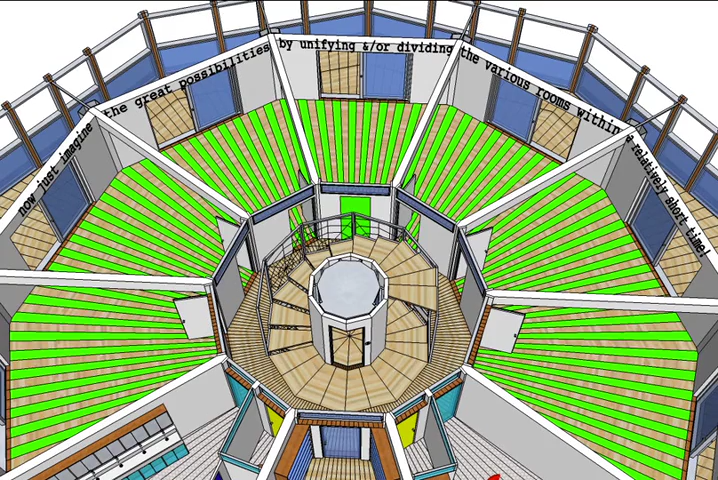 now just imagine the great possibilities by unifying &/or dividing the various rooms within a relatively short time!